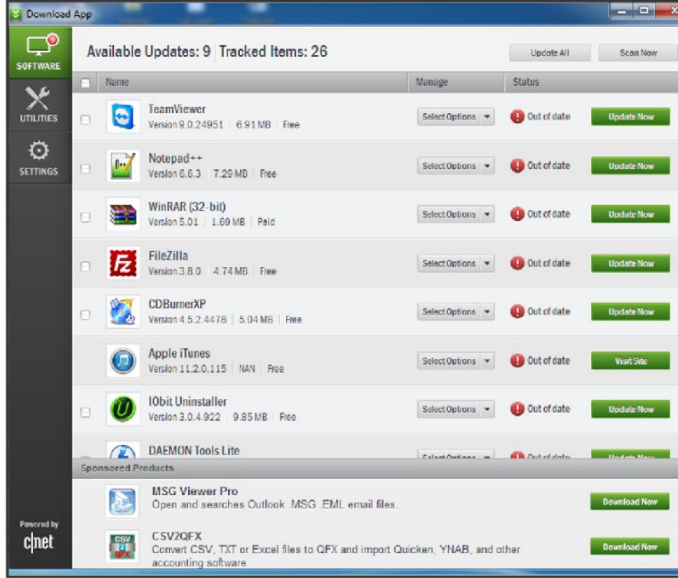 Download App
SOFTWARE
UTILITIES
SETTINGS
Powered by
c|net
Available Updates: 9 Tracked Items: 26
Update All
Scan Now
Name
Manage
Status
TeamViewer
Version 9.0.24951 | 6.91 MB | Free
Select Options
Out of date
Update Now
Notepad++
Version 6.6.3 | 7.29 MB | Free
Select Options
Out of date
Update Now
WinRAR (32-bit)
Version 5.01 | 1.69 MB | Paid
Select Options
Out of date
Update Now
FileZilla
Version 3.8.0 | 4.74 MB | Free
Select Options
Out of date
Update Now
CDBurnerXP
Version 4.5.2.4478 | 5.04 MB | Free
Select Options
Out of date
Update Now
Apple iTunes
Version 11.2.0.115 | NAN | Free
Select Options
Out of date
Visit Site
IObit Uninstaller
Version 3.0.4.922 | 9.85 MB | Free
Select Options
Out of date
Update Now
DAEMON Tools Lite
Select Options
Out of date
Update Now
Sponsored Products
MSG Viewer Pro
Open and searches Outlook .MSG .EML email files.
Download Now
CSV
CSV2QFX
Convert CSV, TXT or Excel files to QFX and import Quicken, YNAB, and other
accounting software.
Download Now